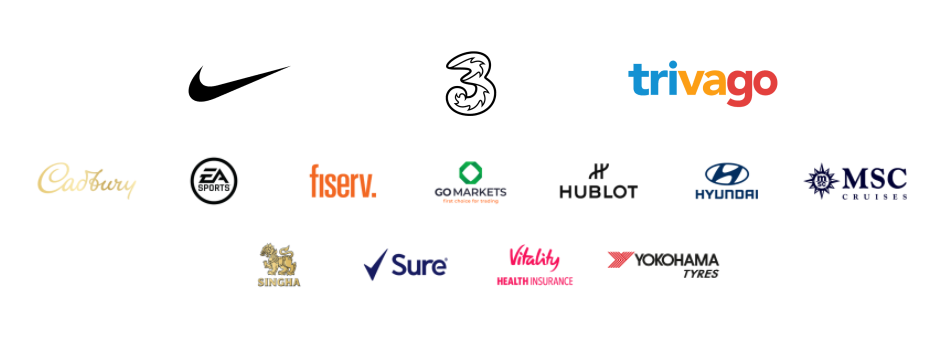 3
trivago
Cadbury
EA
SPORTS
fiserv.
GO MARKETS
First choice for trading
HUBLOT
HYUNDAI
MSC
CRUISES
SINGHA
Sure
Vitality
HEALTH INSURANCE
YOKOHAMA
TYRES